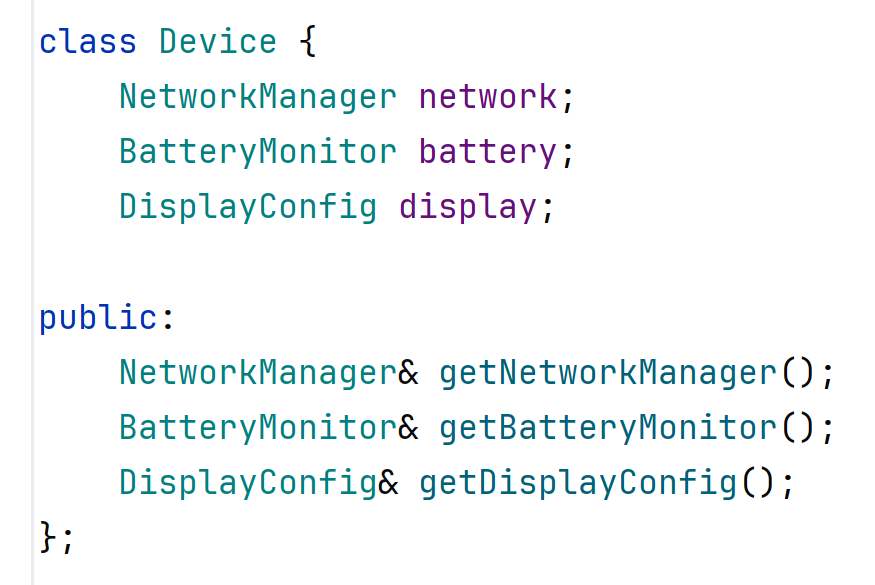 class Device {
    NetworkManager network;
    BatteryMonitor battery;
    DisplayConfig display;

public:
    NetworkManager& getNetworkManager();
    BatteryMonitor& getBatteryMonitor();
    DisplayConfig& getDisplayConfig();
};